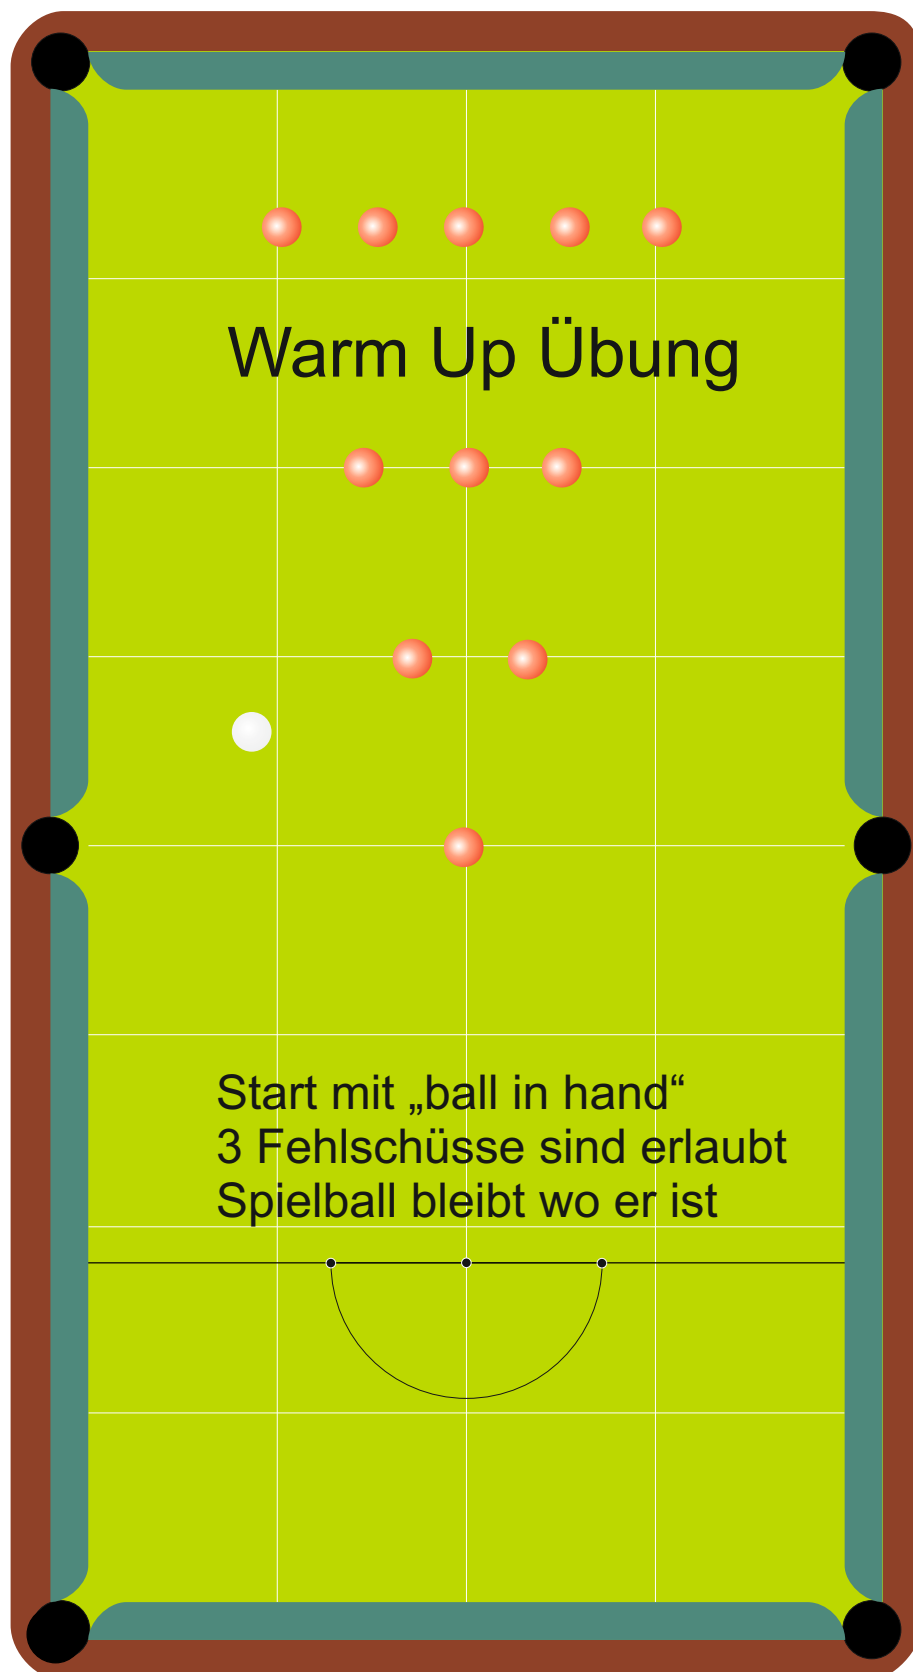 Warm Up Übung
Start mit „ball in hand“
3 Fehlschüsse sind erlaubt
Spielball bleibt wo er ist